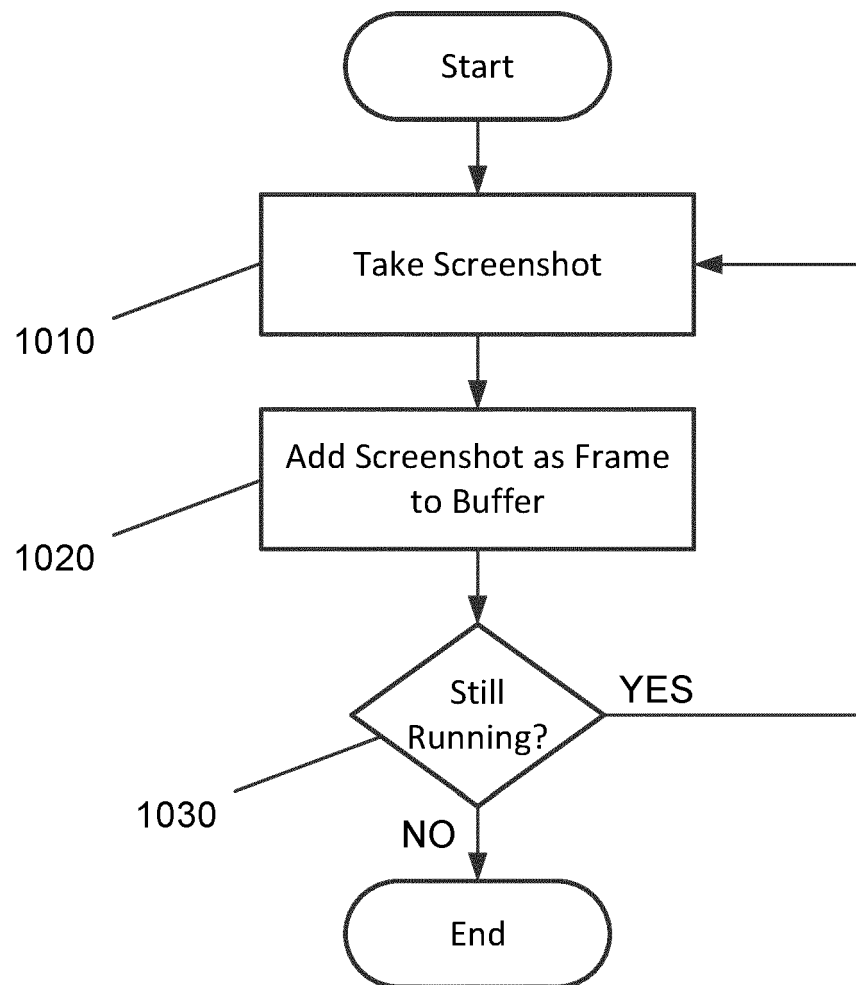 Start
Take Screenshot
1010
Add Screenshot as Frame
to Buffer
1020
Still
Running?
YES
1030
NO
End